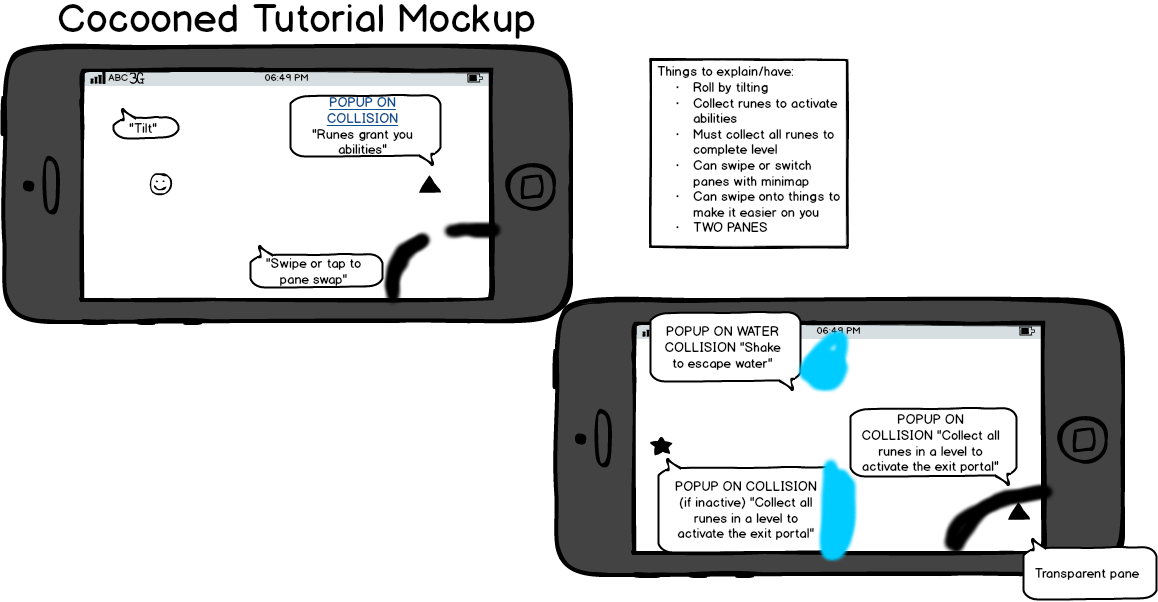 Cocooned Tutorial Mockup
ABC 3G
06:49 PM
"Tilt"
POPUP ON
COLLISION
"Runes grant you
abilities"
"Swipe or tap to
pane swap"
Things to explain/have:
· Roll by tilting
· Collect runes to activate
abilities
· Must collect all runes to
complete level
· Can swipe or switch
panes with minimap
· Can swipe onto things to
make it easier on you
· TWO PANES
06:49 PM
POPUP ON WATER
COLLISION "Shake
to escape water"
POPUP ON
COLLISION "Collect all
runes in a level to
activate the exit portal"
POPUP ON COLLISION
(if inactive) "Collect all
runes in a level to
activate the exit portal"
Transparent pane